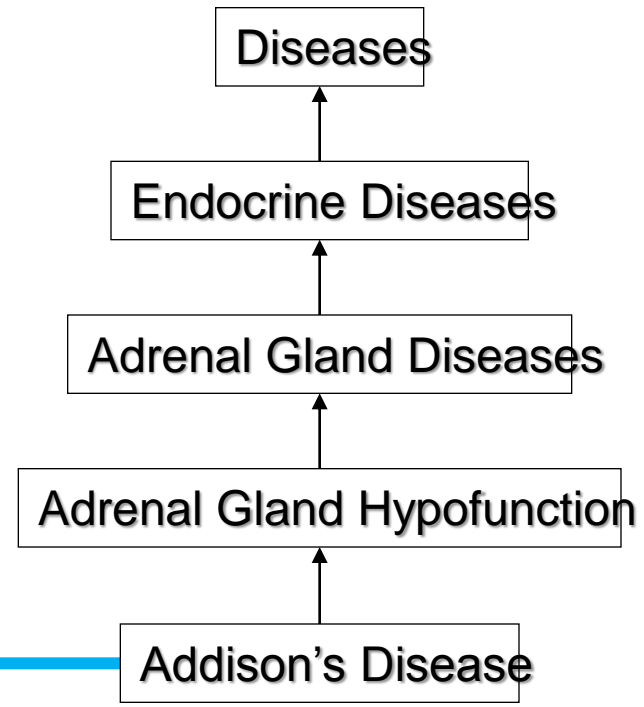 Diseases
Endocrine Diseases
Adrenal Gland Diseases
Adrenal Gland Hypofunction
Addison’s Disease